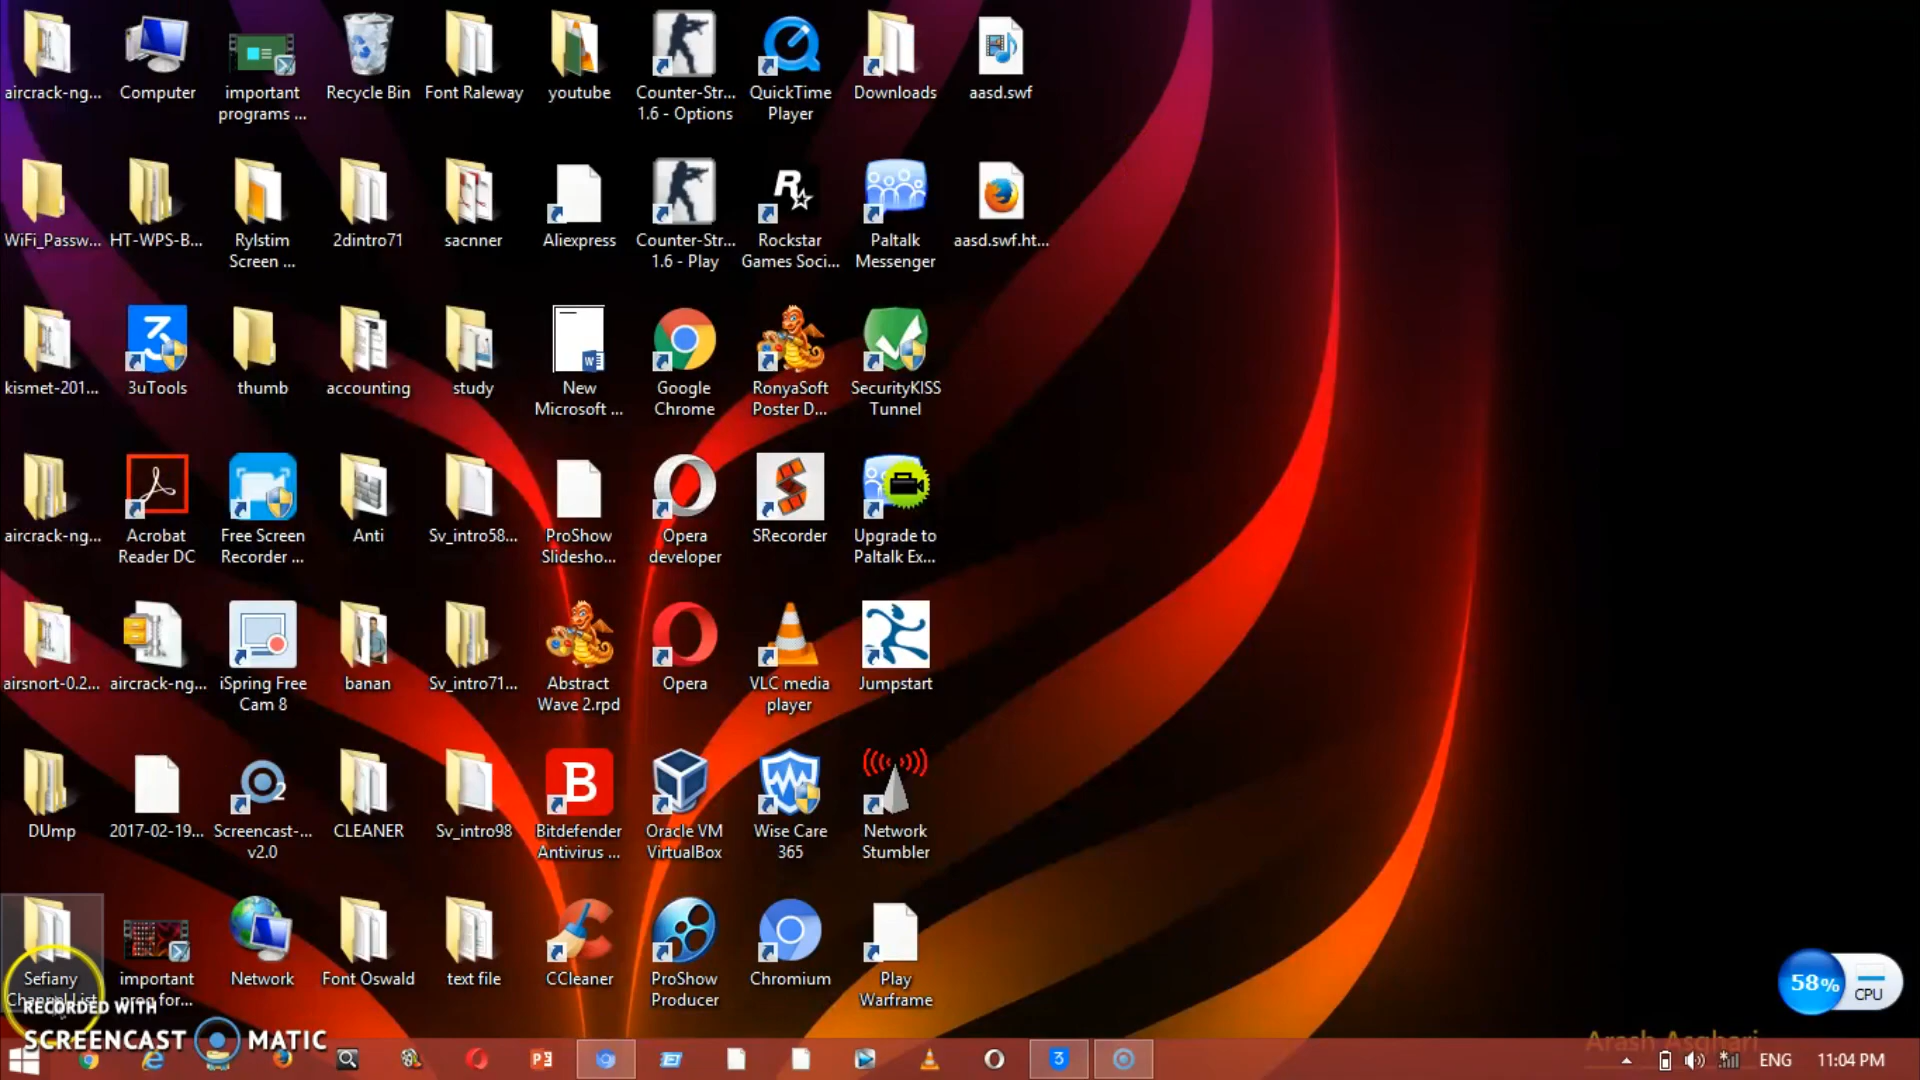 aircrack-ng...
Computer
important
programs ...
Recycle Bin
Font Raleway
youtube
Counter-Str...
1.6 - Options
QuickTime
Player
Downloads
aasd.swf
WiFi_Passw...
HT-WPS-B...
Rylstim
Screen ...
2dintro71
sacnner
Aliexpress
Counter-Str...
1.6 - Play
Rockstar
Games Soci...
Paltalk
Messenger
aasd.swf.ht...
kismet-201...
3uTools
thumb
accounting
study
New
Microsoft ...
Google
Chrome
RonyaSoft
Poster D...
SecurityKISS
Tunnel
aircrack-ng...
Acrobat
Reader DC
Free Screen
Recorder ...
Anti
Sv_intro58...
ProShow
Slidesho...
Opera
developer
SRecorder
Upgrade to
Paltalk Ex...
airsnort-0.2...
aircrack-ng...
iSpring Free
Cam 8
banan
Sv_intro71...
Abstract
Wave 2.rpd
Opera
VLC media
player
Jumpstart
DUmp
2017-02-19...
Screencast-...
v2.0
CLEANER
Sv_intro98
Bitdefender
Antivirus ...
Oracle VM
VirtualBox
Wise Care
365
Network
Stumbler
Sefiany
Channel List
important
prog for...
Network
Font Oswald
text file
CCleaner
ProShow
Producer
Chromium
Play
Warframe
58%
CPU
RECORDED WITH
SCREENCAST MATIC
Arash Asghari
ENG
11:04 PM